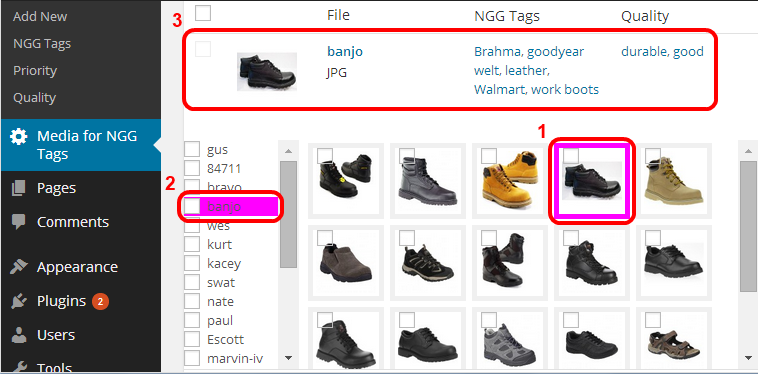 Add New
NGG Tags
Priority
Quality
Media for NGG
Tags
Pages
Comments
Appearance
Plugins 2
Users
Tools
3
File
NGG Tags
Quality
banjo
JPG
Brahma, goodyear
welt, leather,
Walmart, work boots
durable, good
1
2
gus
84711
bravo
banjo
wes
kurt
kacey
swat
nate
paul
Escott
marvin-iv